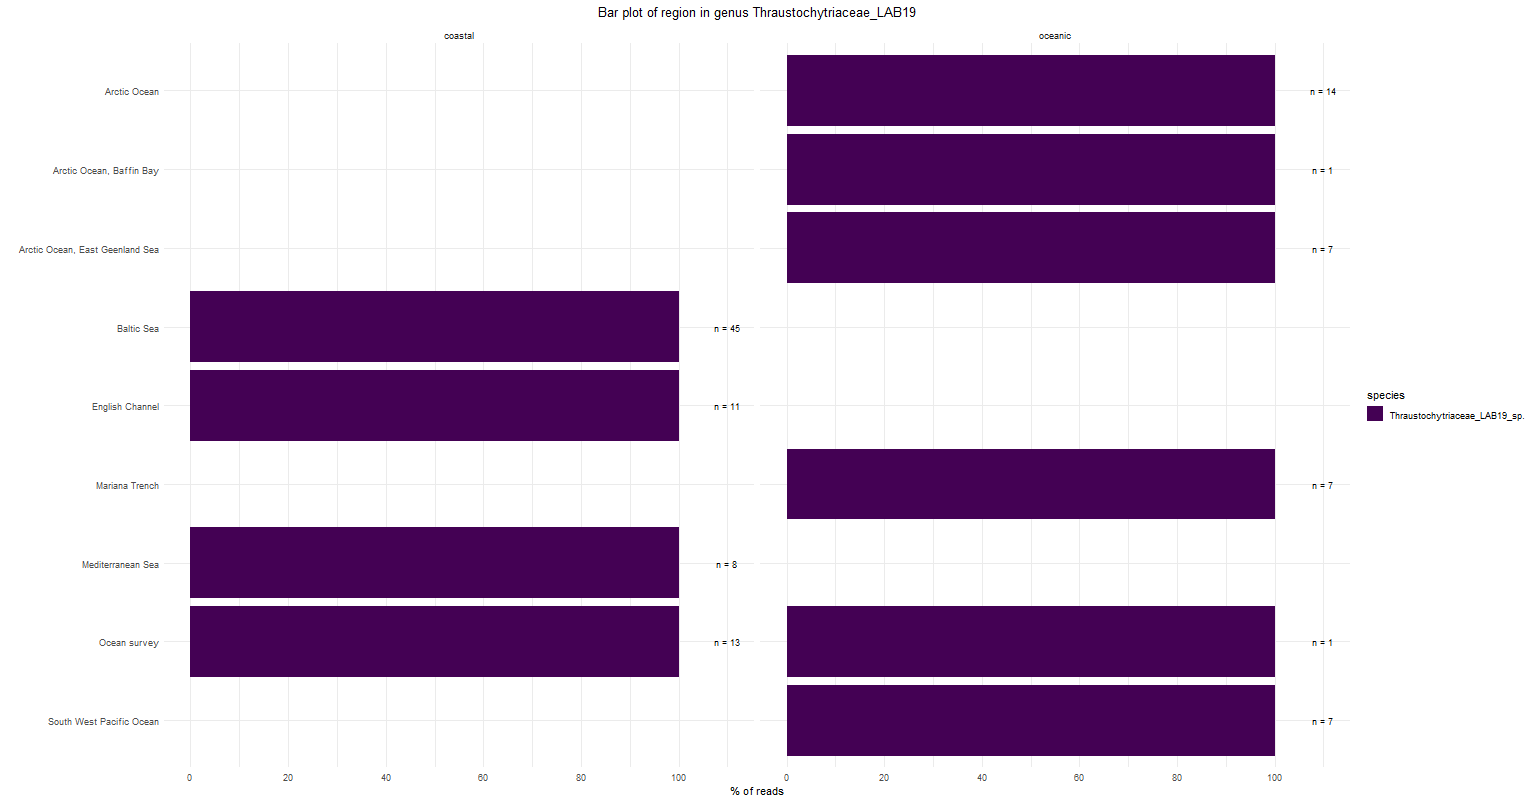 Bar plot of region in genus Thraustochytriaceae_LAB19
coastal
oceanic
Arctic Ocean
n = 14
Arctic Ocean, Baffin Bay
n = 1
Arctic Ocean, East Geenland Sea
n = 7
Baltic Sea
n = 45
English Channel
n = 11
Mariana Trench
n = 7
Mediterranean Sea
n = 8
Ocean survey
n = 13
n = 1
South West Pacific Ocean
n = 7
0 20 40 60 80 100
0 20 40 60 80 100
% of reads
species
Thraustochytriaceae_LAB19_sp.